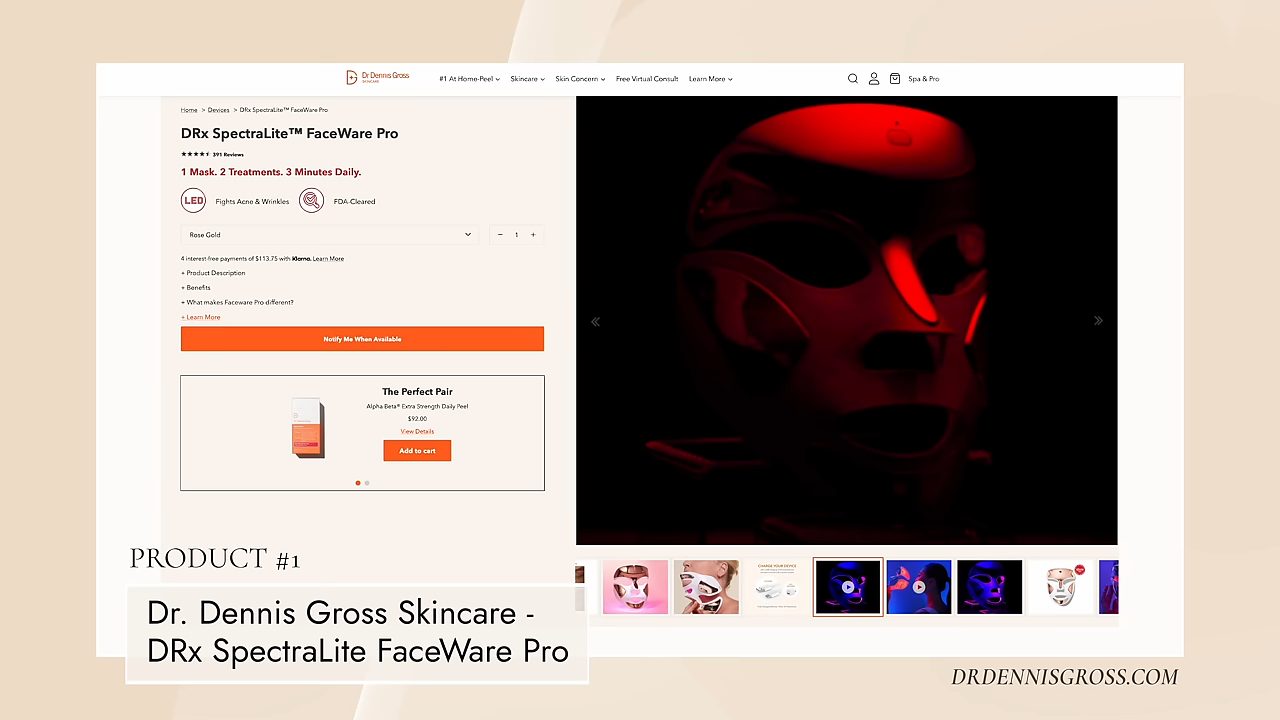 Dr Dennis Gross
SKINCARE
#1 At Home-Peel
Skincare
Skin Concern
Free Virtual Consult
Learn More
Spa & Pro
Home > Devices > DRx SpectraLite™ FaceWare Pro
DRx SpectraLite™ FaceWare Pro
391 Reviews
1 Mask. 2 Treatments. 3 Minutes Daily.
LED
Fights Acne & Wrinkles
FDA-Cleared
Rose Gold
− 1 +
4 interest-free payments of $113.75 with Klarna. Learn More
+ Product Description
+ Benefits
+ What makes Faceware Pro different?
+ Learn More
Notify Me When Available
The Perfect Pair
Alpha Beta® Extra Strength Daily Peel
$92.00
View Details
Add to cart
CHARGE YOUR DEVICE
PRODUCT #1
Dr. Dennis Gross Skincare -
DRx SpectraLite FaceWare Pro
DRDENNISGROSS.COM